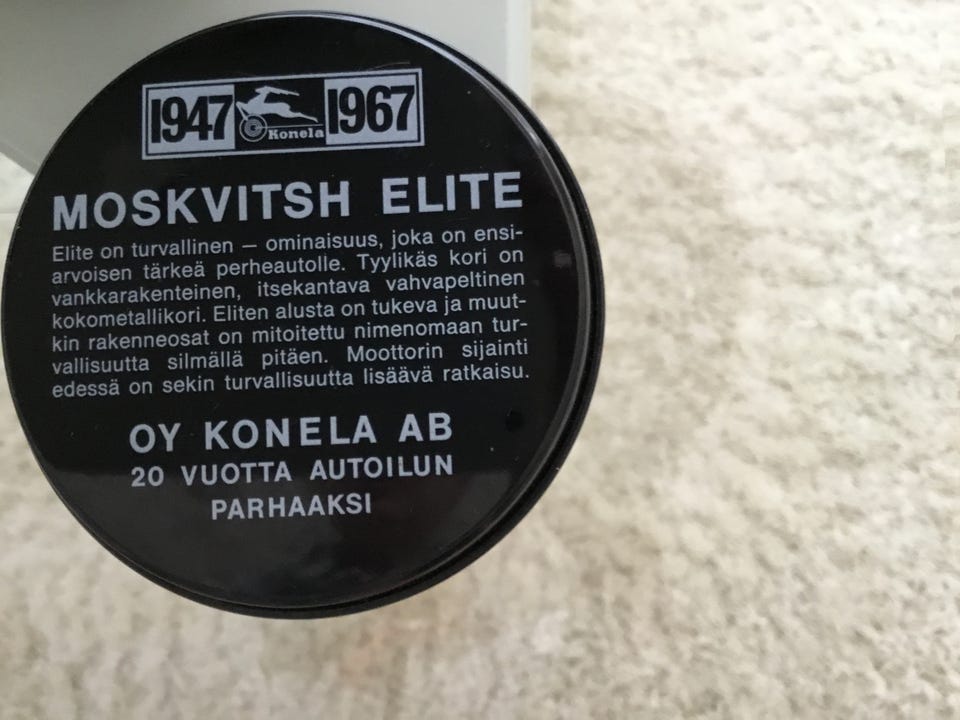 1947 Konela 1967
MOSKVITSH ELITE
Elite on turvallinen — ominaisuus, joka on ensi-
arvoisen tärkeä perheautolle. Tyylikäs kori on
vankkarakenteinen, itsekantava vahvapeltinen
kokometallikori. Eliten alusta on tukeva ja muut-
kin rakenneosat on mitoitettu nimenomaan tur-
vallisuutta silmällä pitäen. Moottorin sijainti
edessä on sekin turvallisuutta lisäävä ratkaisu.
OY KONELA AB
20 VUOTTA AUTOILUN
PARHAAKSI